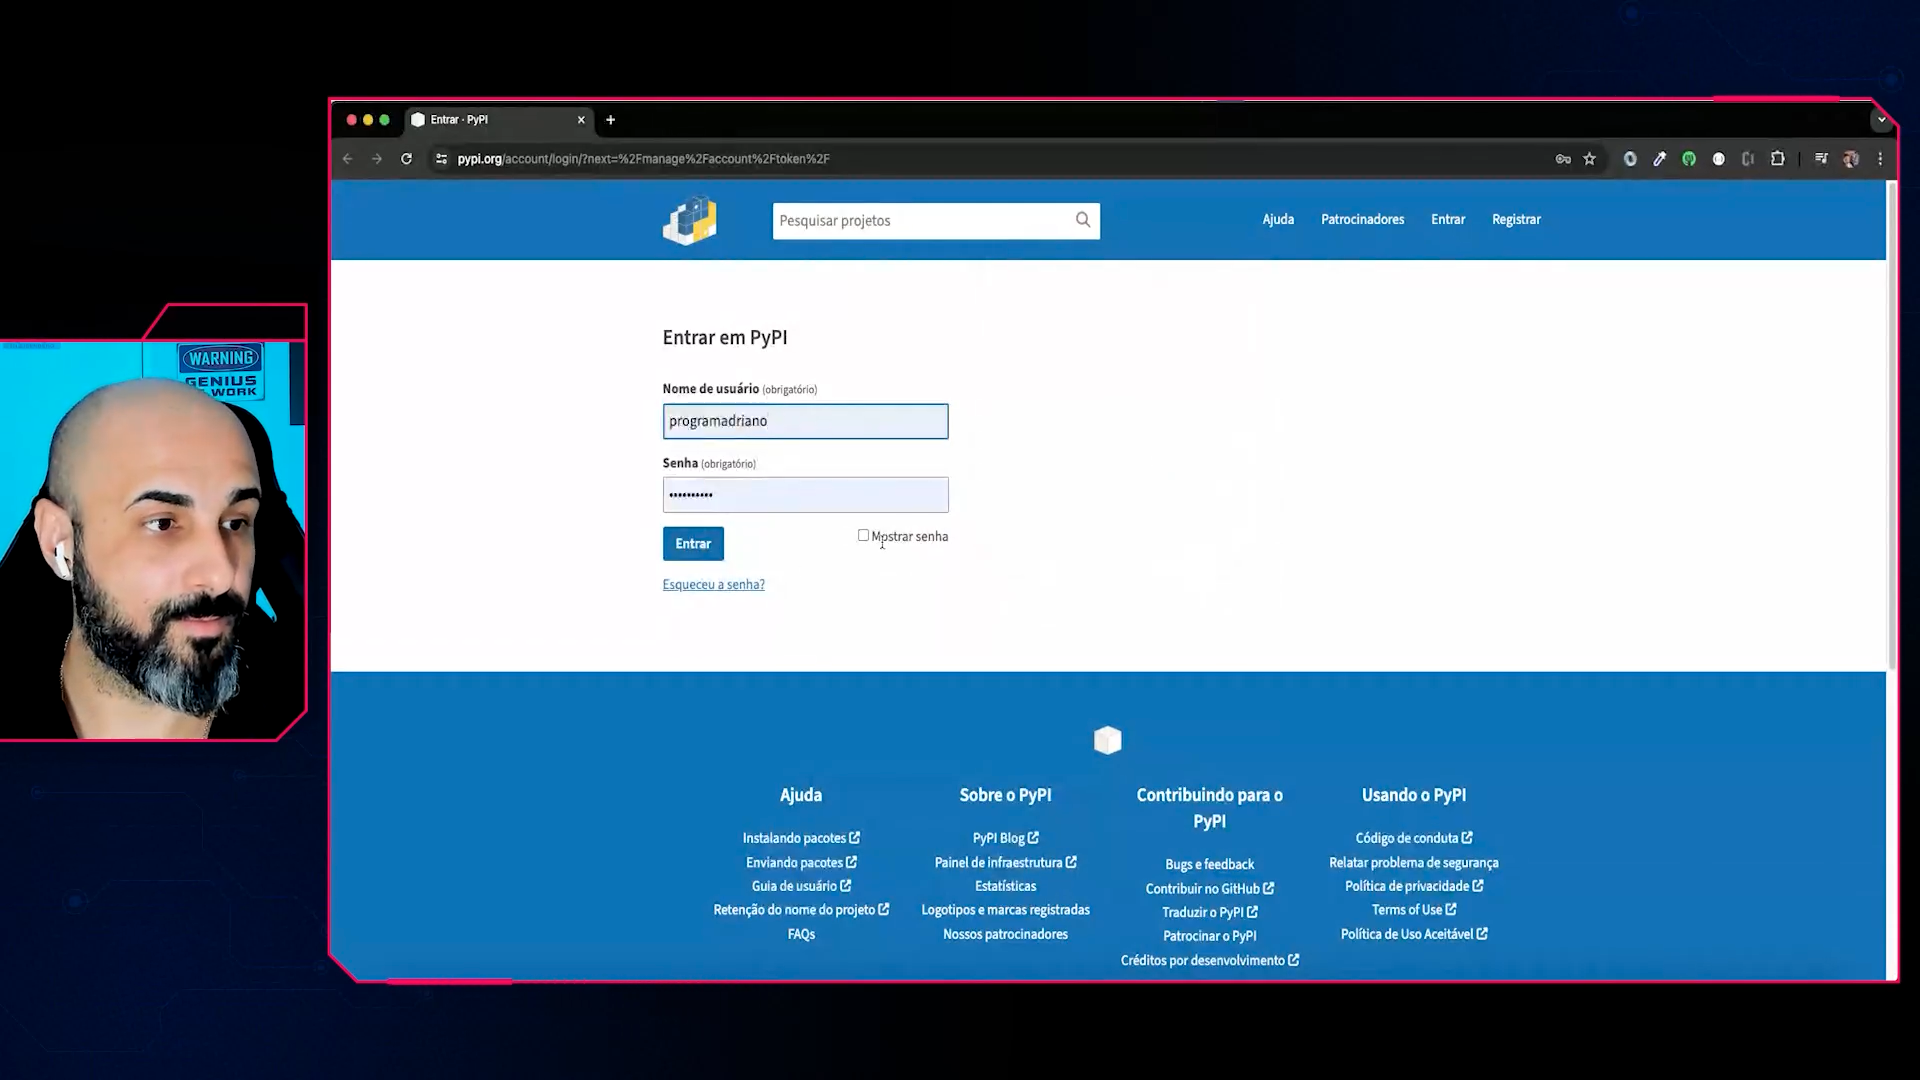 Entrar · PyPI
pypi.org/account/login/?next=%2Fmanage%2Faccount%2Ftoken%2F
Pesquisar projetos
Ajuda
Patrocinadores
Entrar
Registrar
WARNING
GENIUS
WORK
Entrar em PyPI
Nome de usuário (obrigatório)
programadriano
Senha (obrigatório)
••••••••••
Entrar
Mostrar senha
Esqueceu a senha?
Ajuda
Instalando pacotes
Enviando pacotes
Guia de usuário
Retenção do nome do projeto
FAQs
Sobre o PyPI
PyPI Blog
Painel de infraestrutura
Estatísticas
Logotipos e marcas registradas
Nossos patrocinadores
Contribuindo para o
PyPI
Bugs e feedback
Contribuir no GitHub
Traduzir o PyPI
Patrocinar o PyPI
Créditos por desenvolvimento
Usando o PyPI
Código de conduta
Relatar problema de segurança
Política de privacidade
Terms of Use
Política de Uso Aceitável